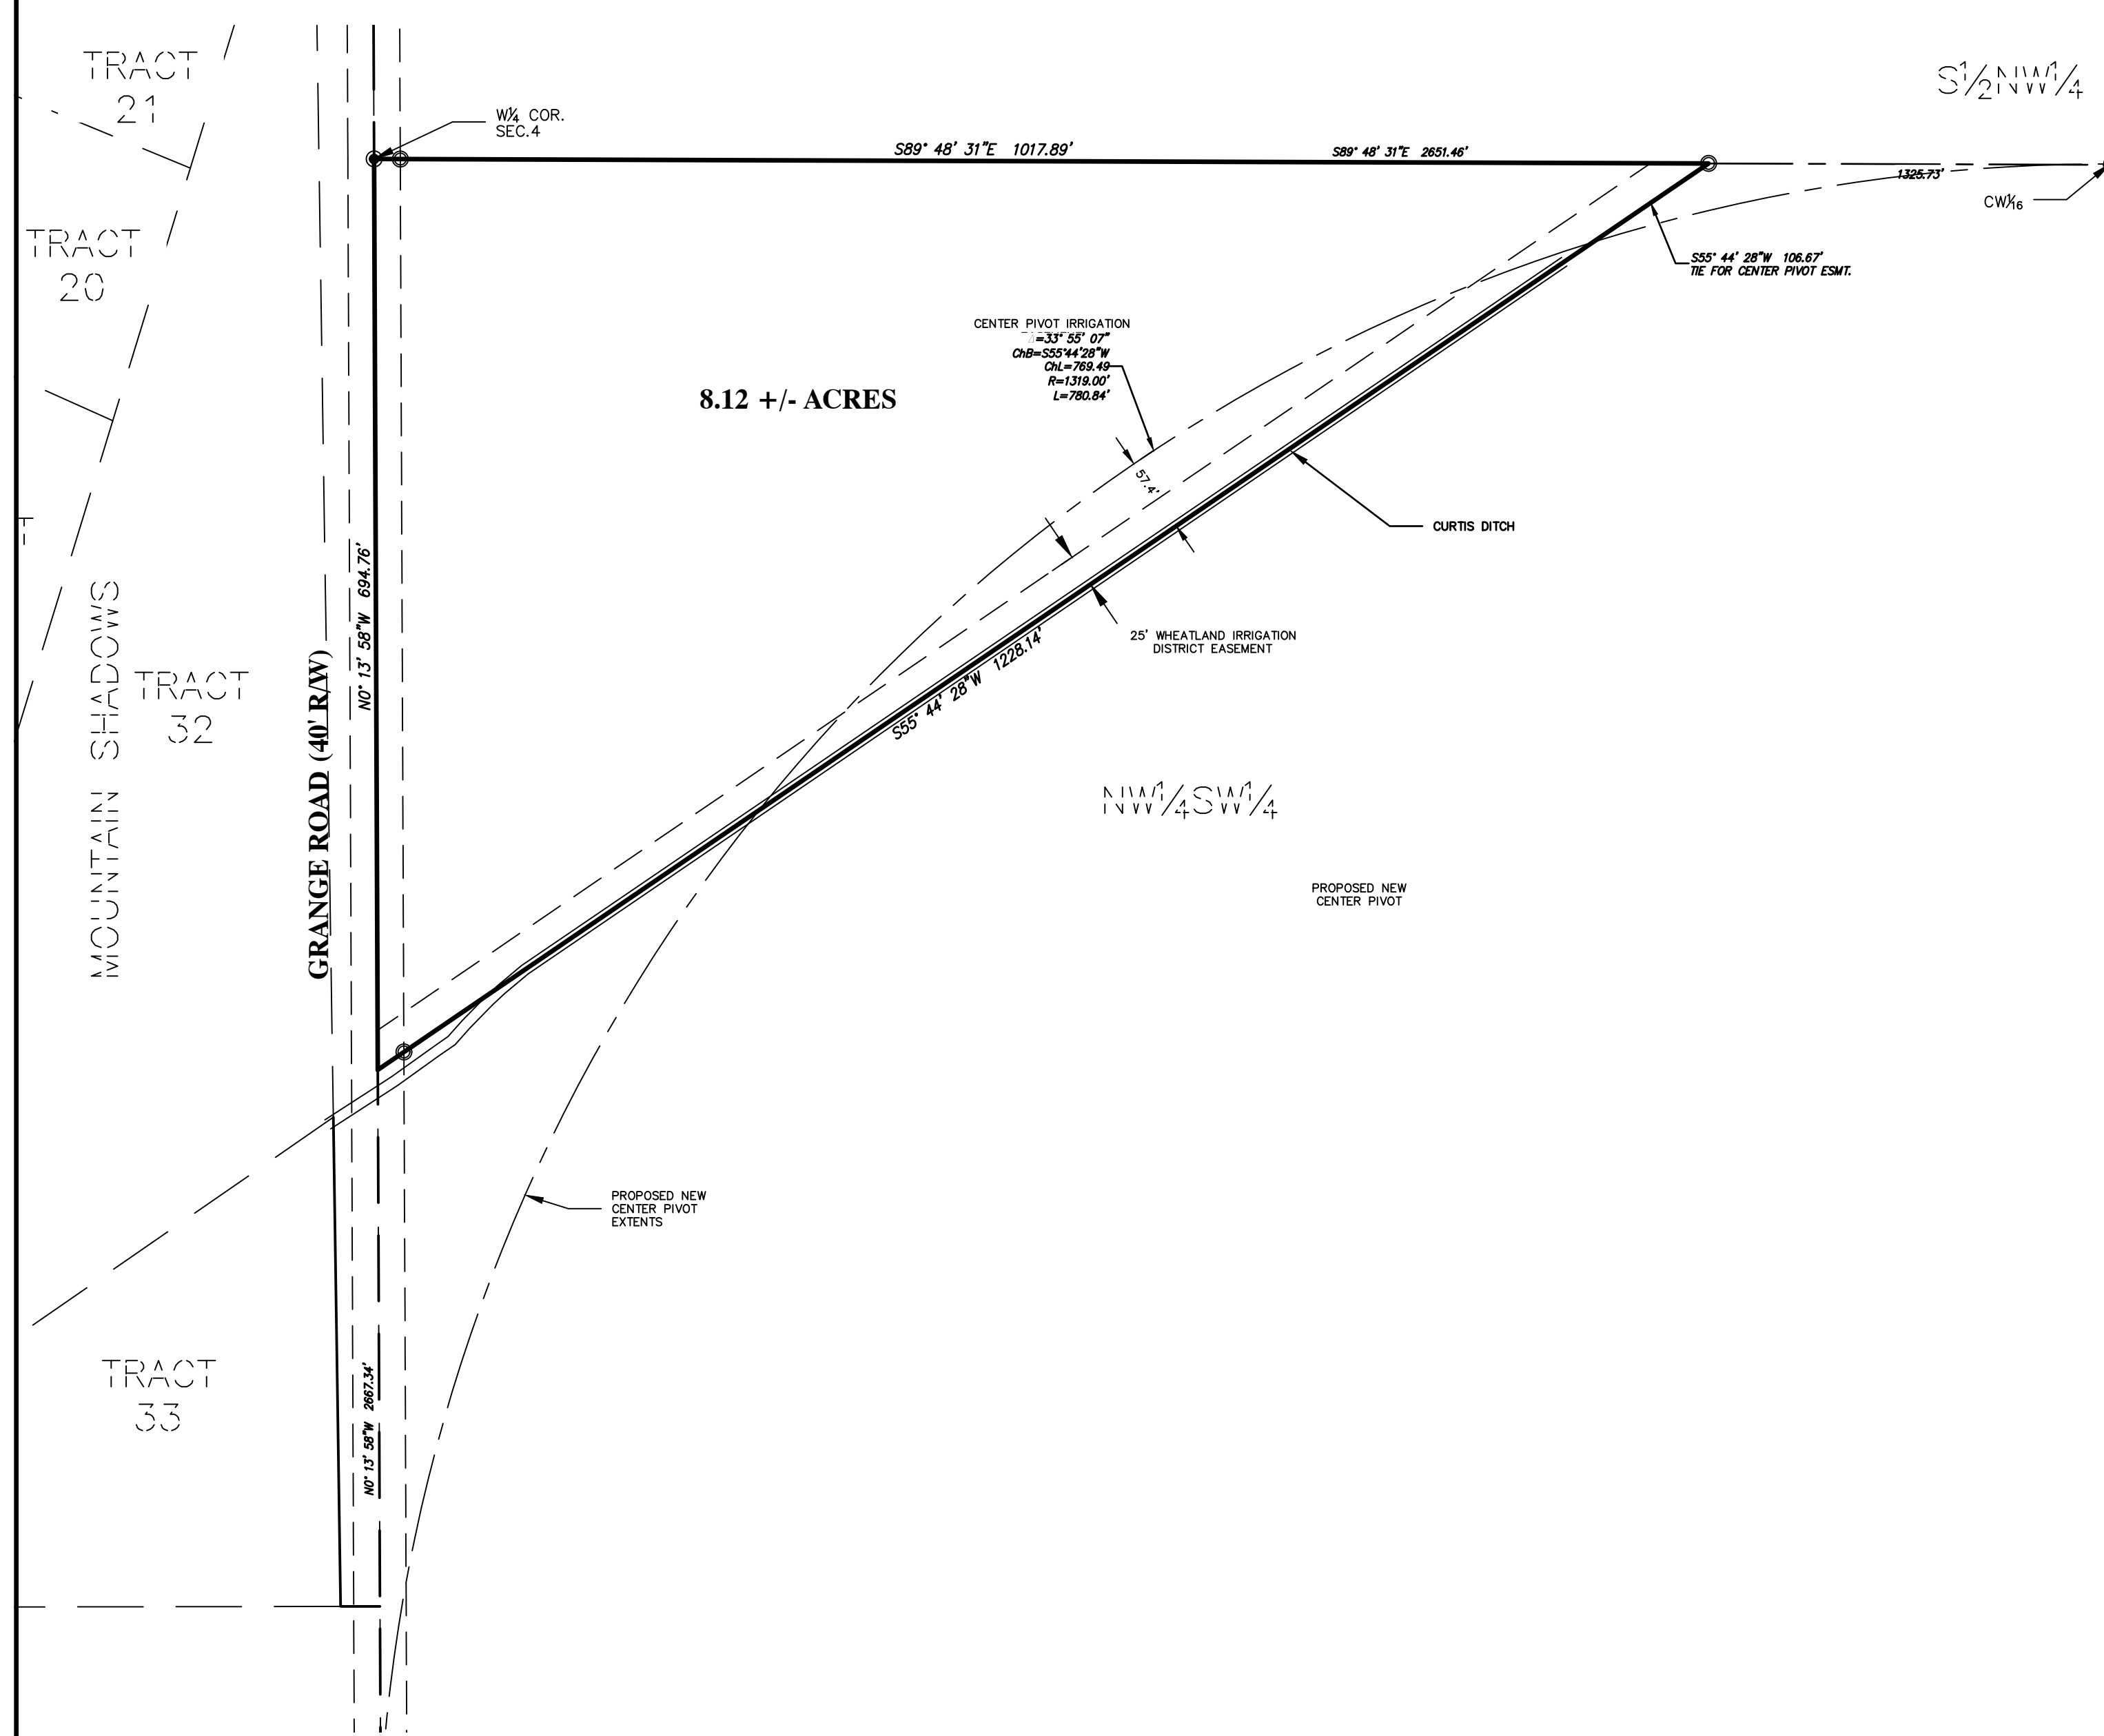 TRACT
21
S1/2NW1/4
W1/4 COR.
SEC.4
S89° 48' 31"E 1017.89'
S89° 48' 31"E 2651.46'
1325.73'
CW1/16
TRACT
20
S55° 44' 28"W 106.67'
TIE FOR CENTER PIVOT ESMT.
CENTER PIVOT IRRIGATION
Δ=33° 55' 07"
ChB=S55°44'28"W
ChL=769.49
R=1319.00'
L=780.84'
8.12 +/- ACRES
57.4'
CURTIS DITCH
T
N0° 13' 58"W 694.76'
25' WHEATLAND IRRIGATION
DISTRICT EASEMENT
S55° 44' 28"W 1228.14'
MOUNTAIN SHADOWS
TRACT
32
GRANGE ROAD (40' R/W)
NW1/4SW1/4
PROPOSED NEW
CENTER PIVOT
PROPOSED NEW
CENTER PIVOT
EXTENTS
TRACT
33
N0° 13' 58"W 2667.34'